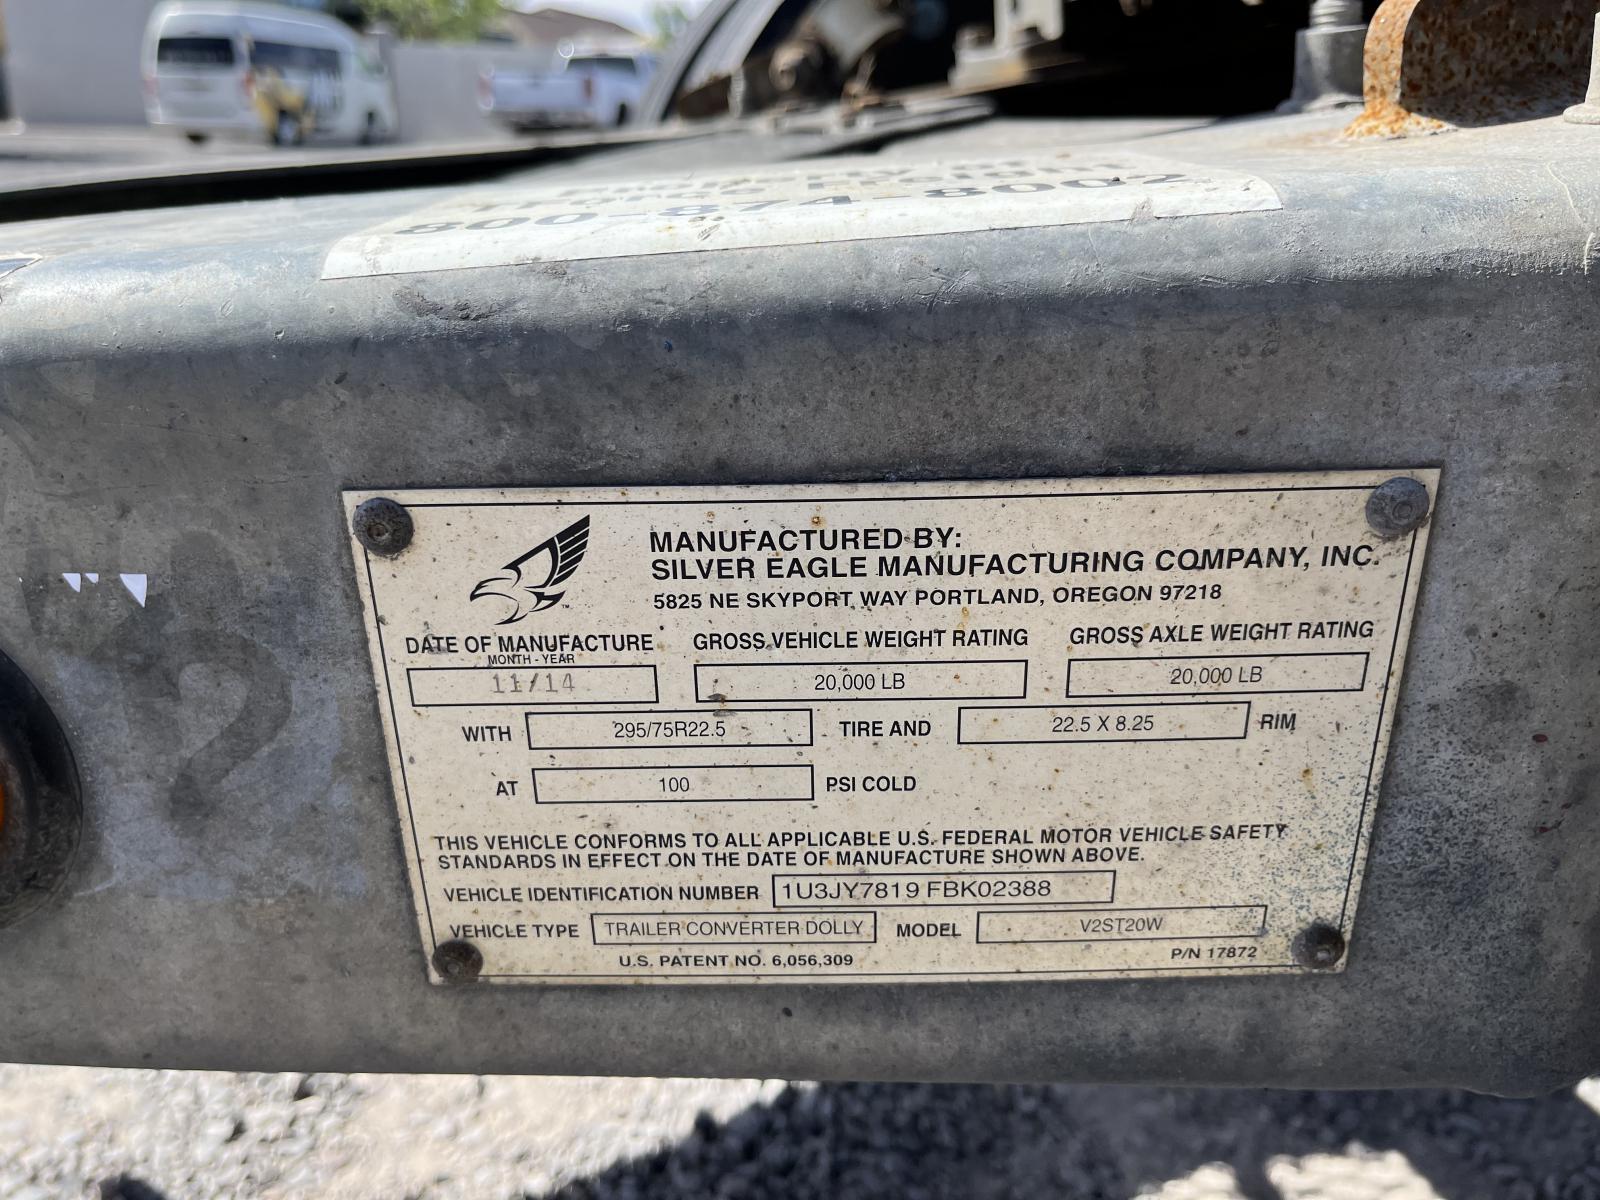 800-874-8002
MANUFACTURED BY:
SILVER EAGLE MANUFACTURING COMPANY, INC.
5825 NE SKYPORT WAY PORTLAND, OREGON 97218
TM
DATE OF MANUFACTURE GROSS VEHICLE WEIGHT RATING GROSS AXLE WEIGHT RATING
MONTH - YEAR
11/14 20,000 LB 20,000 LB
WITH 295/75R22.5 TIRE AND 22.5 X 8.25 RIM
AT 100 PSI COLD
THIS VEHICLE CONFORMS TO ALL APPLICABLE U.S. FEDERAL MOTOR VEHICLE SAFETY
STANDARDS IN EFFECT ON THE DATE OF MANUFACTURE SHOWN ABOVE.
VEHICLE IDENTIFICATION NUMBER 1U3JY7819 FBK02388
VEHICLE TYPE TRAILER CONVERTER DOLLY MODEL V2ST20W
U.S. PATENT NO. 6,056,309 P/N 17872
2